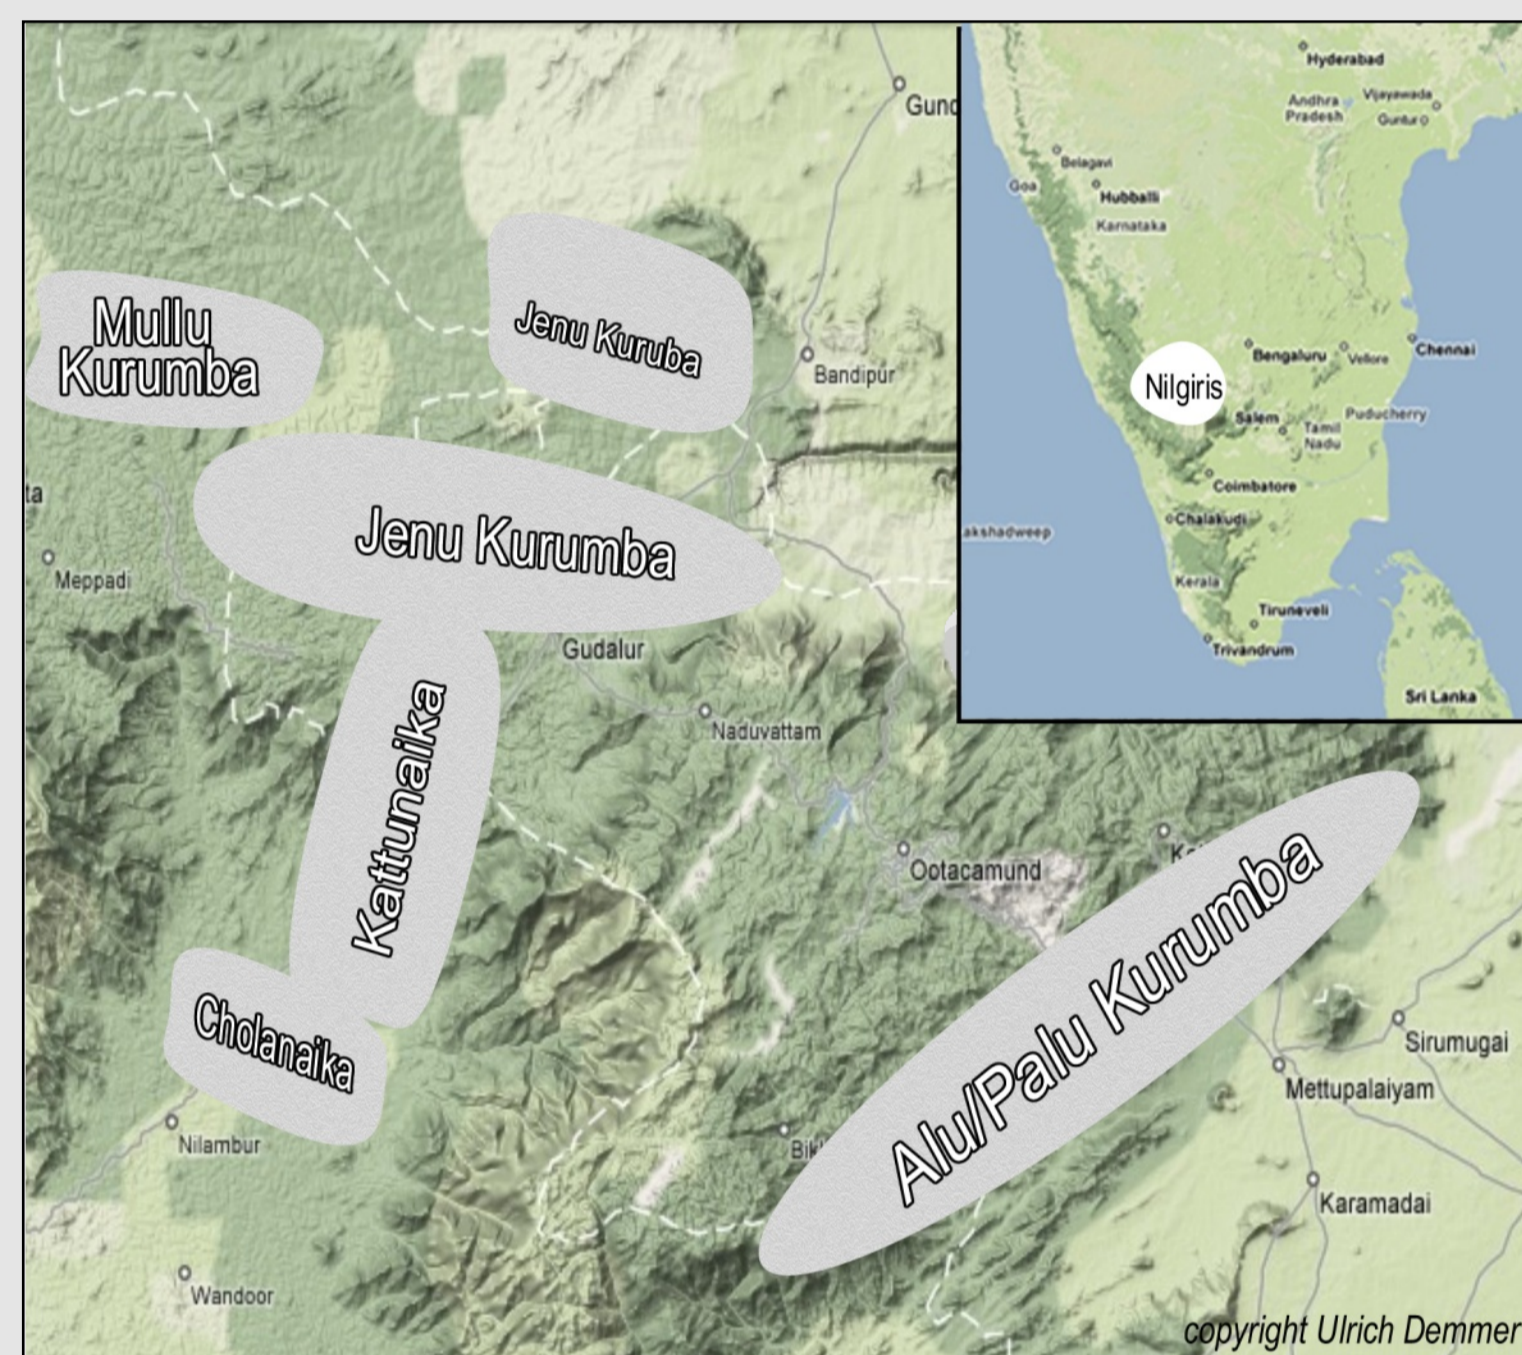 Gund
Mullu
Kurumba
Jenu Kuruba
Bandipur
ta
Meppadi
Jenu Kurumba
Gudalur
Naduvattam
Kattunaika
Ootacamund
Cholanaika
Nilambur
Wandoor
Alu/Palu Kurumba
Sirumugai
Mettupalaiyam
Karamadai
Hyderabad
Andhra
Pradesh
Vijayawada
Guntur
Belagavi
Goa
Hubballi
Karnataka
Bengaluru
Vellore
Chennai
Nilgiris
Salem
Tamil
Nadu
Puducherry
Coimbatore
Chalakudi
akshadweep
Kerala
Tiruneveli
Trivandrum
Sri Lanka
copyright Ulrich Demmer